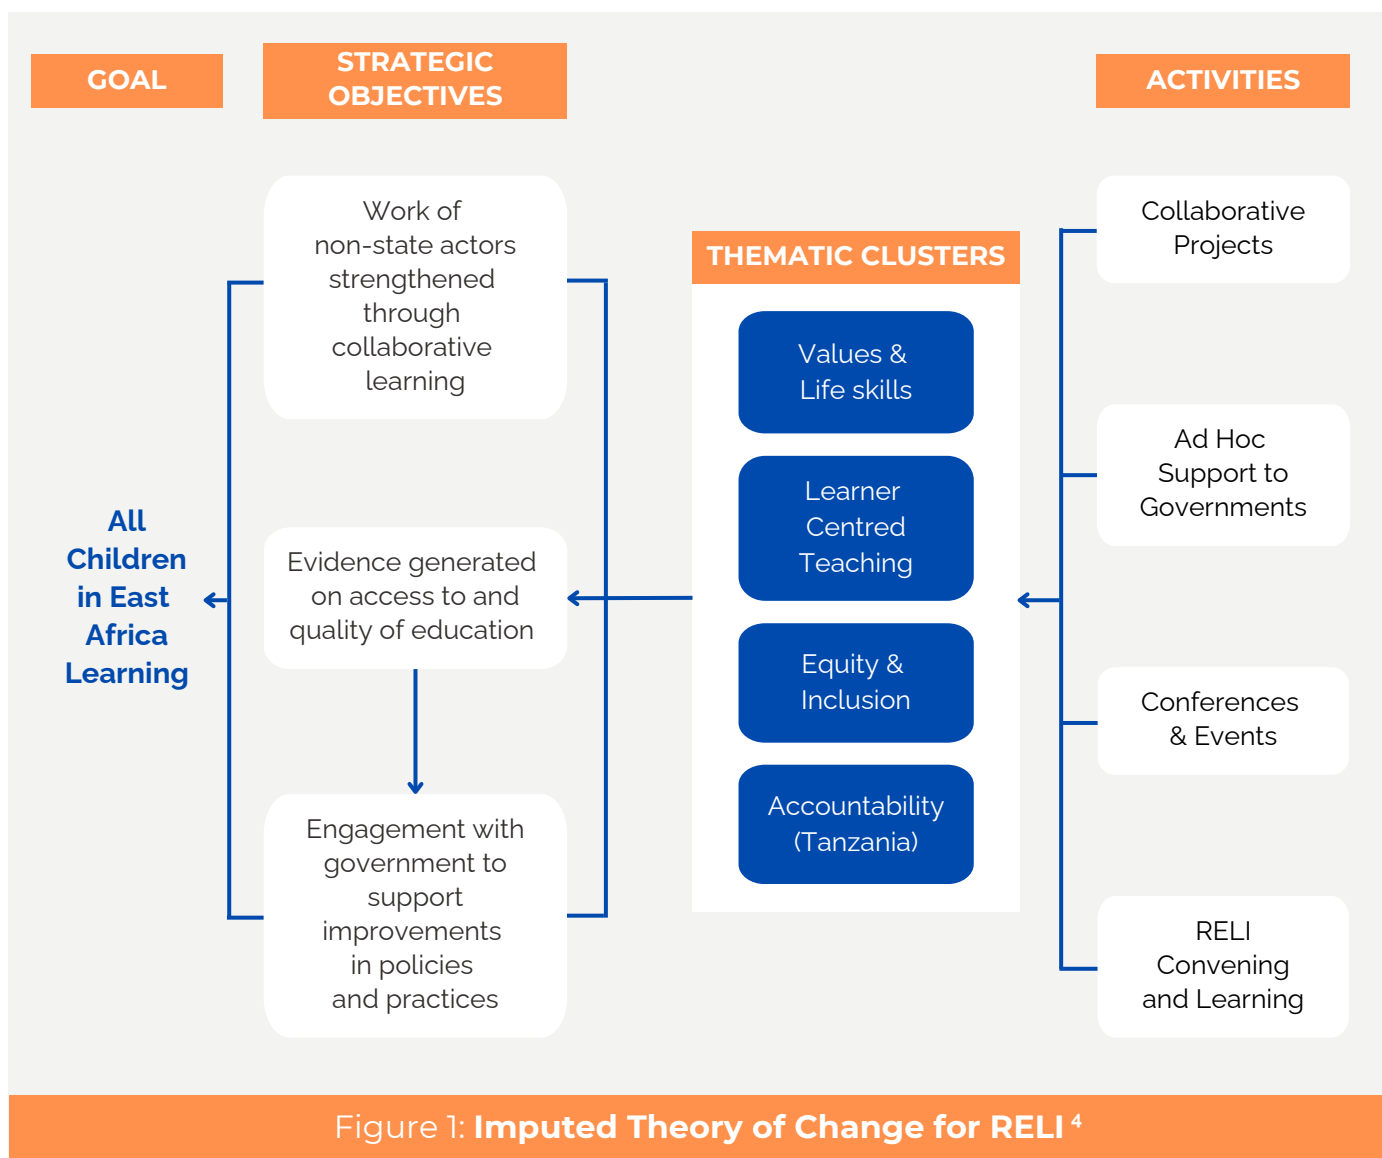 GOAL
STRATEGIC
OBJECTIVES
ACTIVITIES
Work of
non-state actors
strengthened
through
collaborative
learning
Collaborative
Projects
THEMATIC CLUSTERS
Values &
Life skills
Learner
Centred
Teaching
Equity &
Inclusion
Accountability
(Tanzania)
Ad Hoc
Support to
Governments
All
Children
in East
Africa
Learning
Evidence generated
on access to and
quality of education
Conferences
& Events
Engagement with
government to
support
improvements
in policies
and practices
RELI
Convening
and Learning
Figure 1: Imputed Theory of Change for RELI ⁴